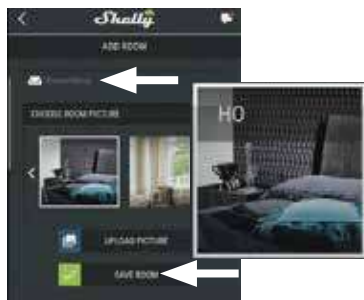 Shelly
ADD ROOM
CHOOSE ROOM PICTURE
HO
UPLOAD PICTURE
SAVE ROOM